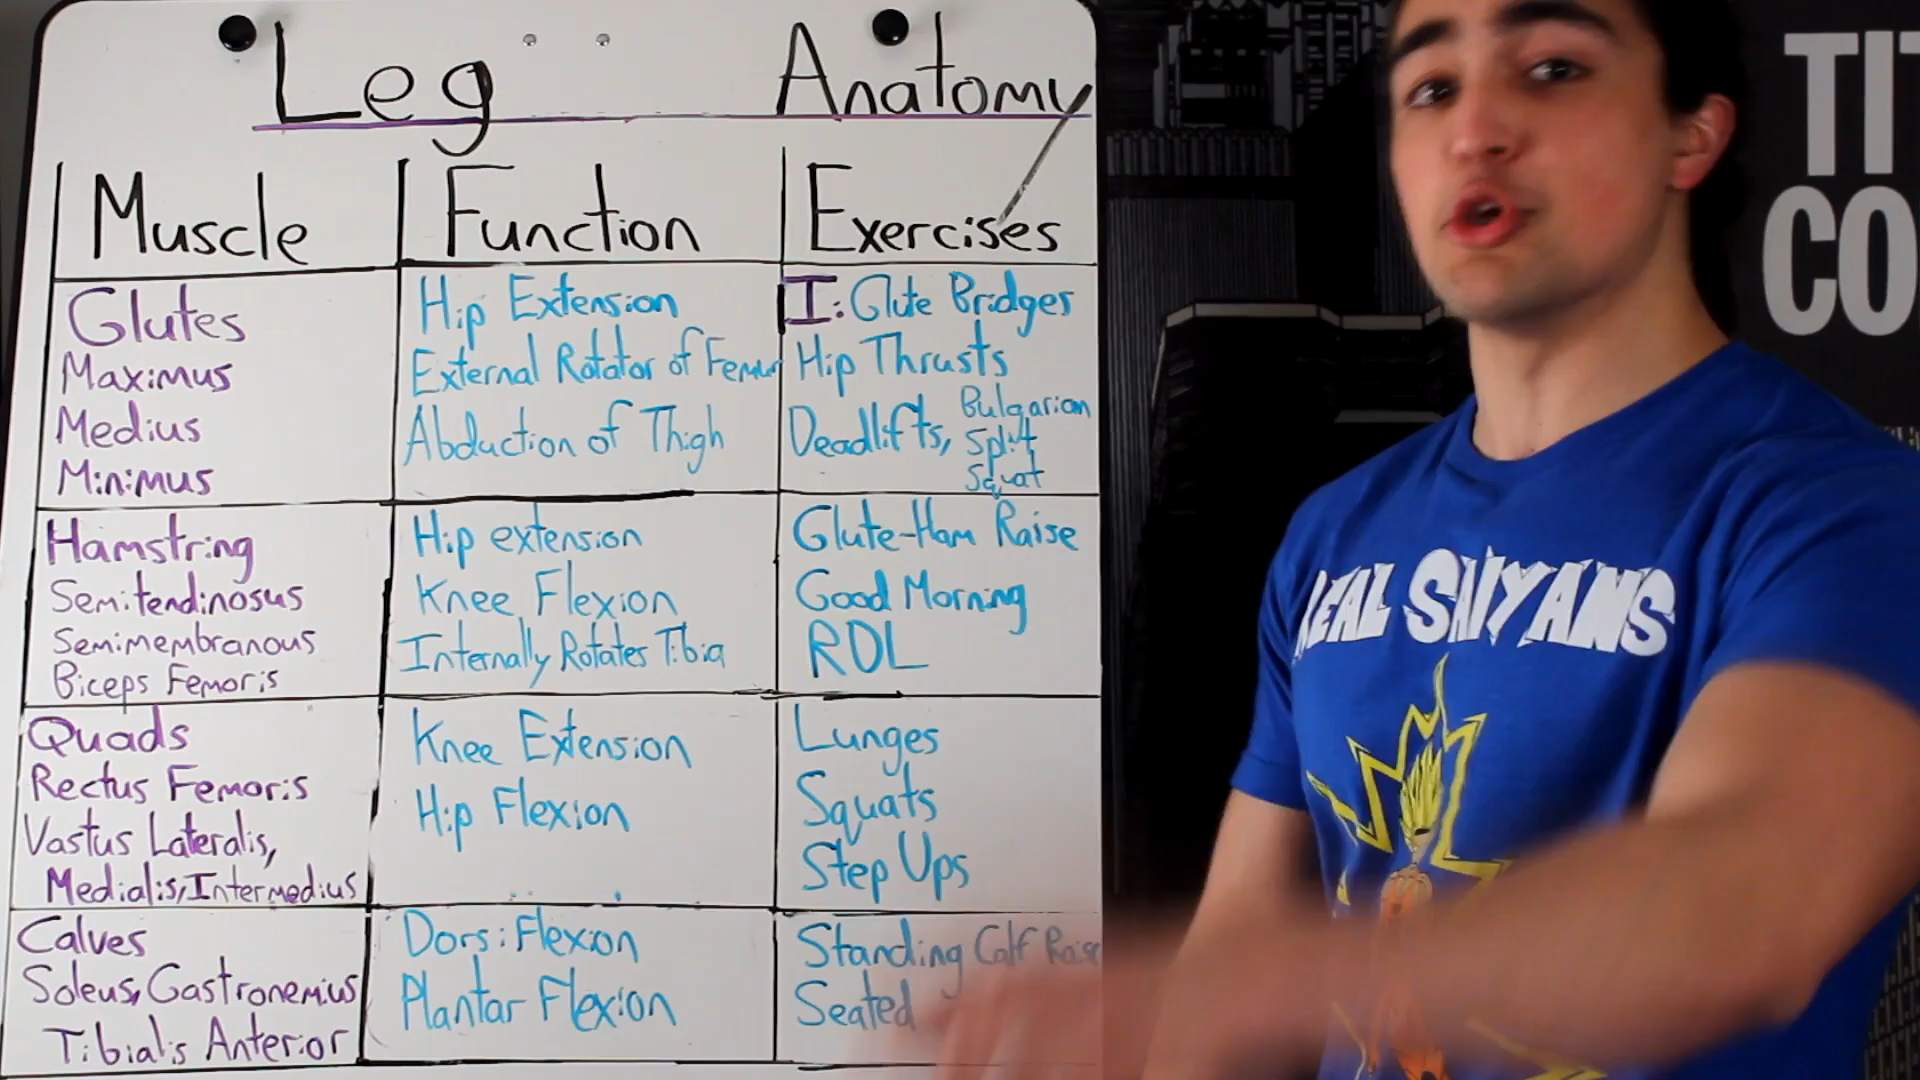 Leg Anatomy
Muscle Function Exercises
Glutes
Maximus
Medius
Minimus
Hip Extension
External Rotator of Femur
Abduction of Thigh
I: Glute Bridges
Hip Thrusts
Deadlifts, Bulgarian
Split
Squat
Hamstring
Semitendinosus
Semimembranous
Biceps Femoris
Hip extension
Knee Flexion
Internally Rotates Tibia
Glute-Ham Raise
Good Morning
RDL
Quads
Rectus Femoris
Vastus Lateralis,
Medialis, Intermedius
Knee Extension
Hip Flexion
Lunges
Squats
Step Ups
Calves
Soleus, Gastronemius
Tibialis Anterior
Dorsi Flexion
Plantar Flexion
Standing Calf Raise
Seated
TIT
CO
REAL SAIYANS